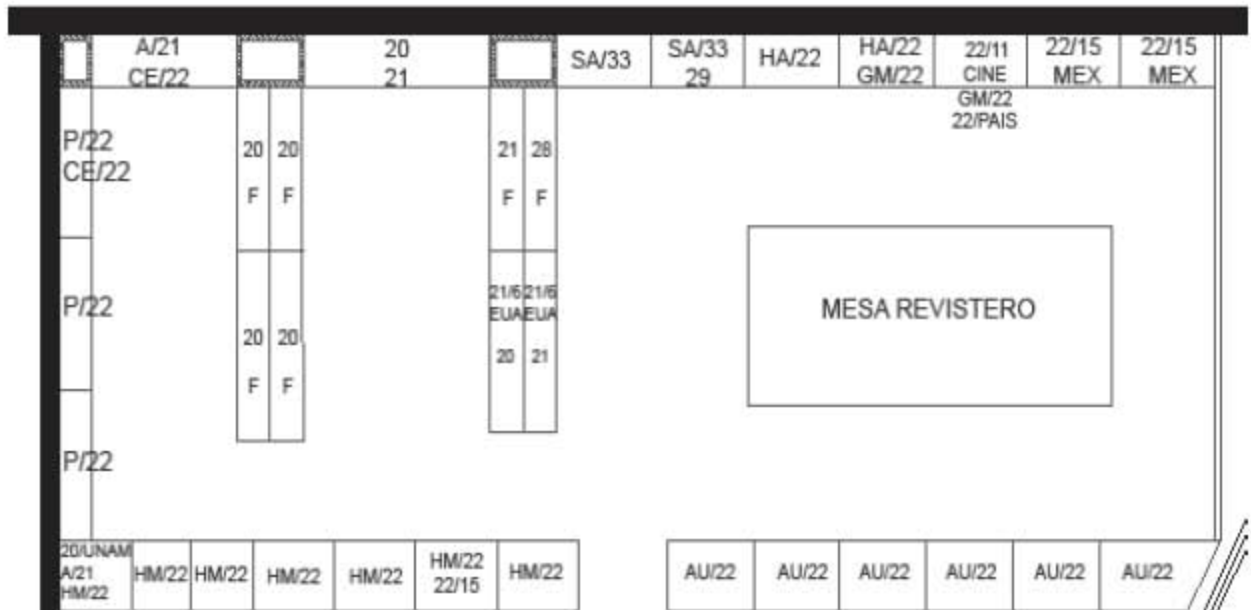 A/21
CE/22
20
21
SA/33
SA/33
29
HA/22
HA/22
GM/22
22/11
CINE
GM/22
22/PAIS
22/15
MEX
22/15
MEX
P/22
CE/22
P/22
P/22
20 20
F F
20 20
F F
21 28
F F
21/6 21/6
EUA EUA
20 21
MESA REVISTERO
20/UNAM
A/21
HM/22
HM/22
HM/22
HM/22
HM/22
HM/22
22/15
HM/22
AU/22
AU/22
AU/22
AU/22
AU/22
AU/22